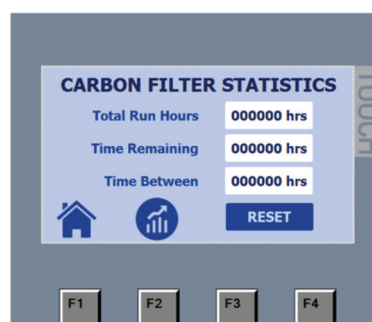 CARBON FILTER STATISTICS
Total Run Hours 000000 hrs
Time Remaining 000000 hrs
Time Between 000000 hrs
RESET
TOUCH
F1 F2 F3 F4